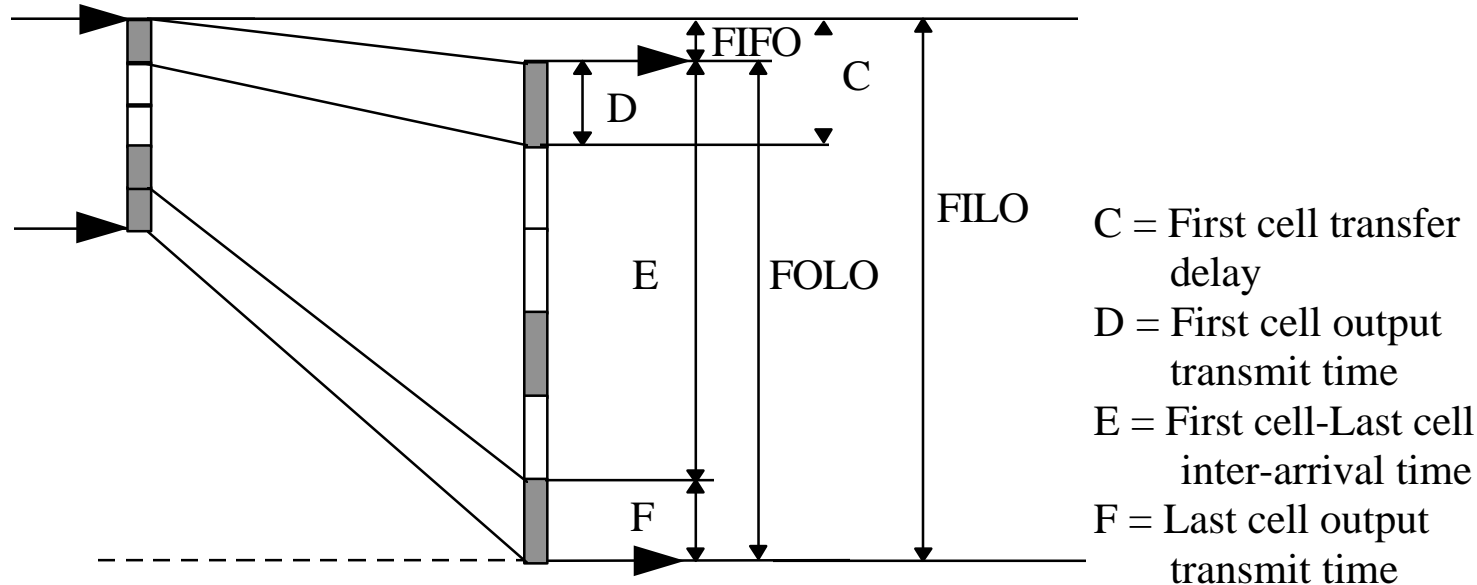 FIFO
C
D
FILO
E
FOLO
F
C = First cell transfer
delay
D = First cell output
transmit time
E = First cell-Last cell
inter-arrival time
F = Last cell output
transmit time